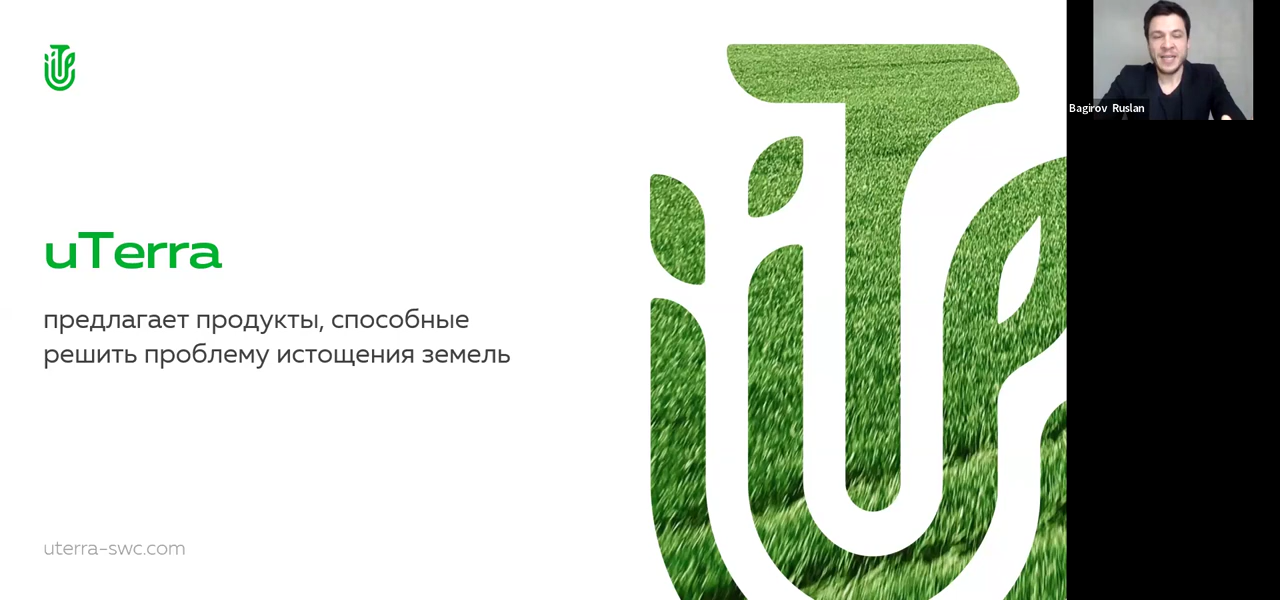 uTerra
предлагает продукты, способные
решить проблему истощения земель
uterra-swc.com
Bagirov Ruslan